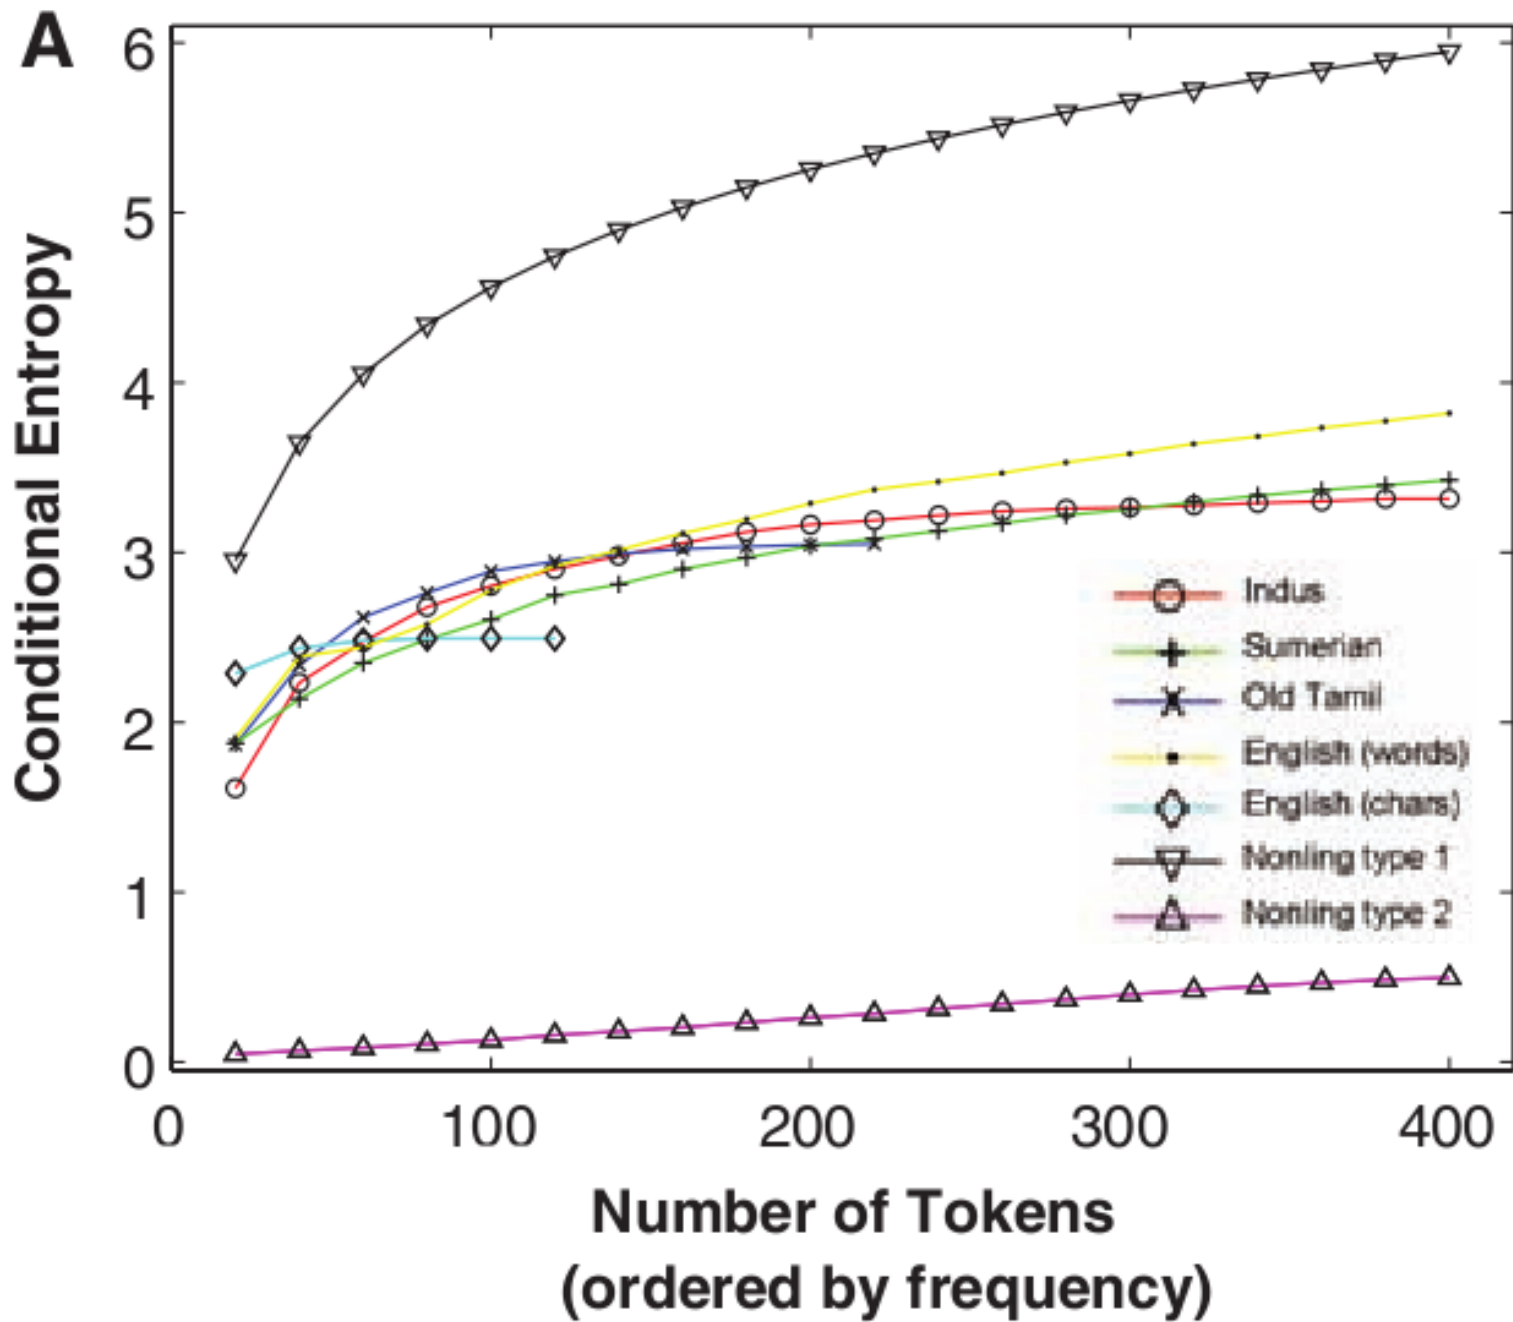 A
6
5
4
3
2
1
0
Conditional Entropy
Indus
Sumerian
Old Tamil
English (words)
English (chars)
Nonling type 1
Nonling type 2
0 100 200 300 400
Number of Tokens
(ordered by frequency)